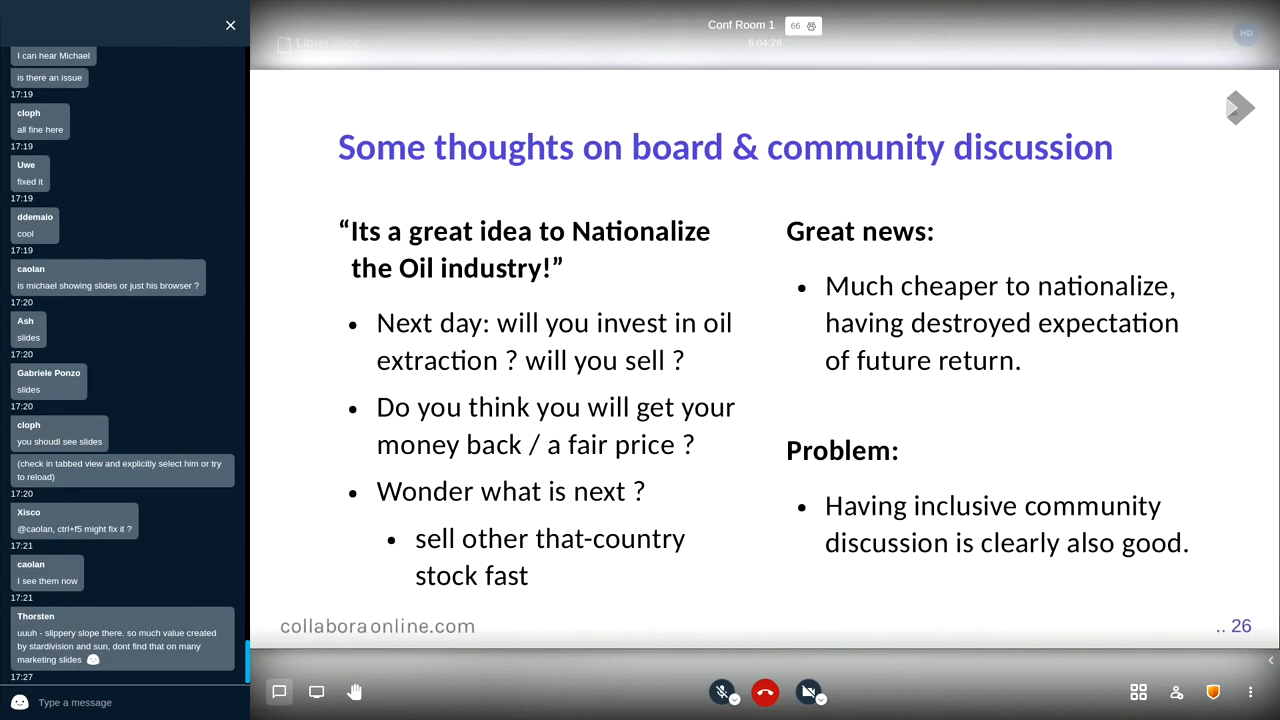 I can hear Michael
is there an issue
17:19
cloph
all fine here
17:19
Uwe
fixed it
17:19
ddemaio
cool
17:19
caolan
is michael showing slides or just his browser ?
17:20
Ash
slides
17:20
Gabriele Ponzo
slides
17:20
cloph
you shoudl see slides
(check in tabbed view and explicitly select him or try
to reload)
17:20
Xisco
@caolan, ctrl+f5 might fix it ?
17:21
caolan
I see them now
17:21
Thorsten
uuuh - slippery slope there. so much value created
by stardivision and sun, dont find that on many
marketing slides
17:27
Type a message
Conf Room 1
66
6:04:28
HD
Some thoughts on board & community discussion
“Its a great idea to Nationalize
the Oil industry!”
• Next day: will you invest in oil
extraction ? will you sell ?
• Do you think you will get your
money back / a fair price ?
• Wonder what is next ?
• sell other that-country
stock fast
Great news:
• Much cheaper to nationalize,
having destroyed expectation
of future return.
Problem:
• Having inclusive community
discussion is clearly also good.
collaboraonline.com
.. 26